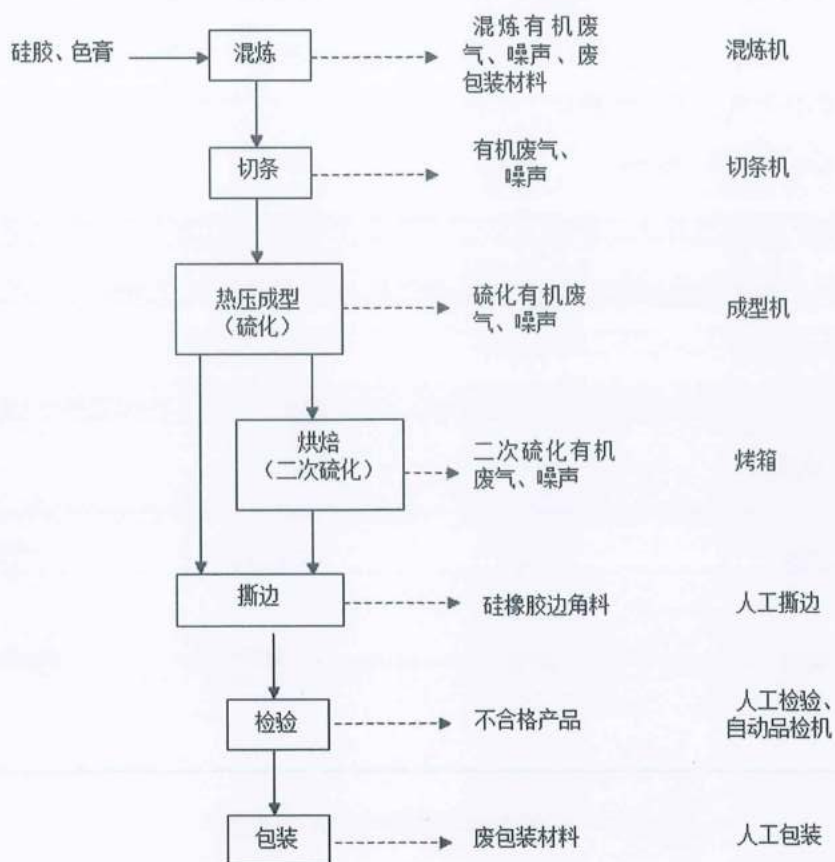 混炼有机废
硅胶、色膏
混炼
气、噪声、废
混炼机
包装材料
有机废气、
切条
噪声
切条机
热压成型
（硫化）
硫化有机废
气、噪声
成型机
烘焙
（二次硫化）
二次硫化有机
废气、噪声
烤箱
撕边
硅橡胶边角料
人工撕边
检验
不合格产品
人工检验、
自动品检机
包装
废包装材料
人工包装